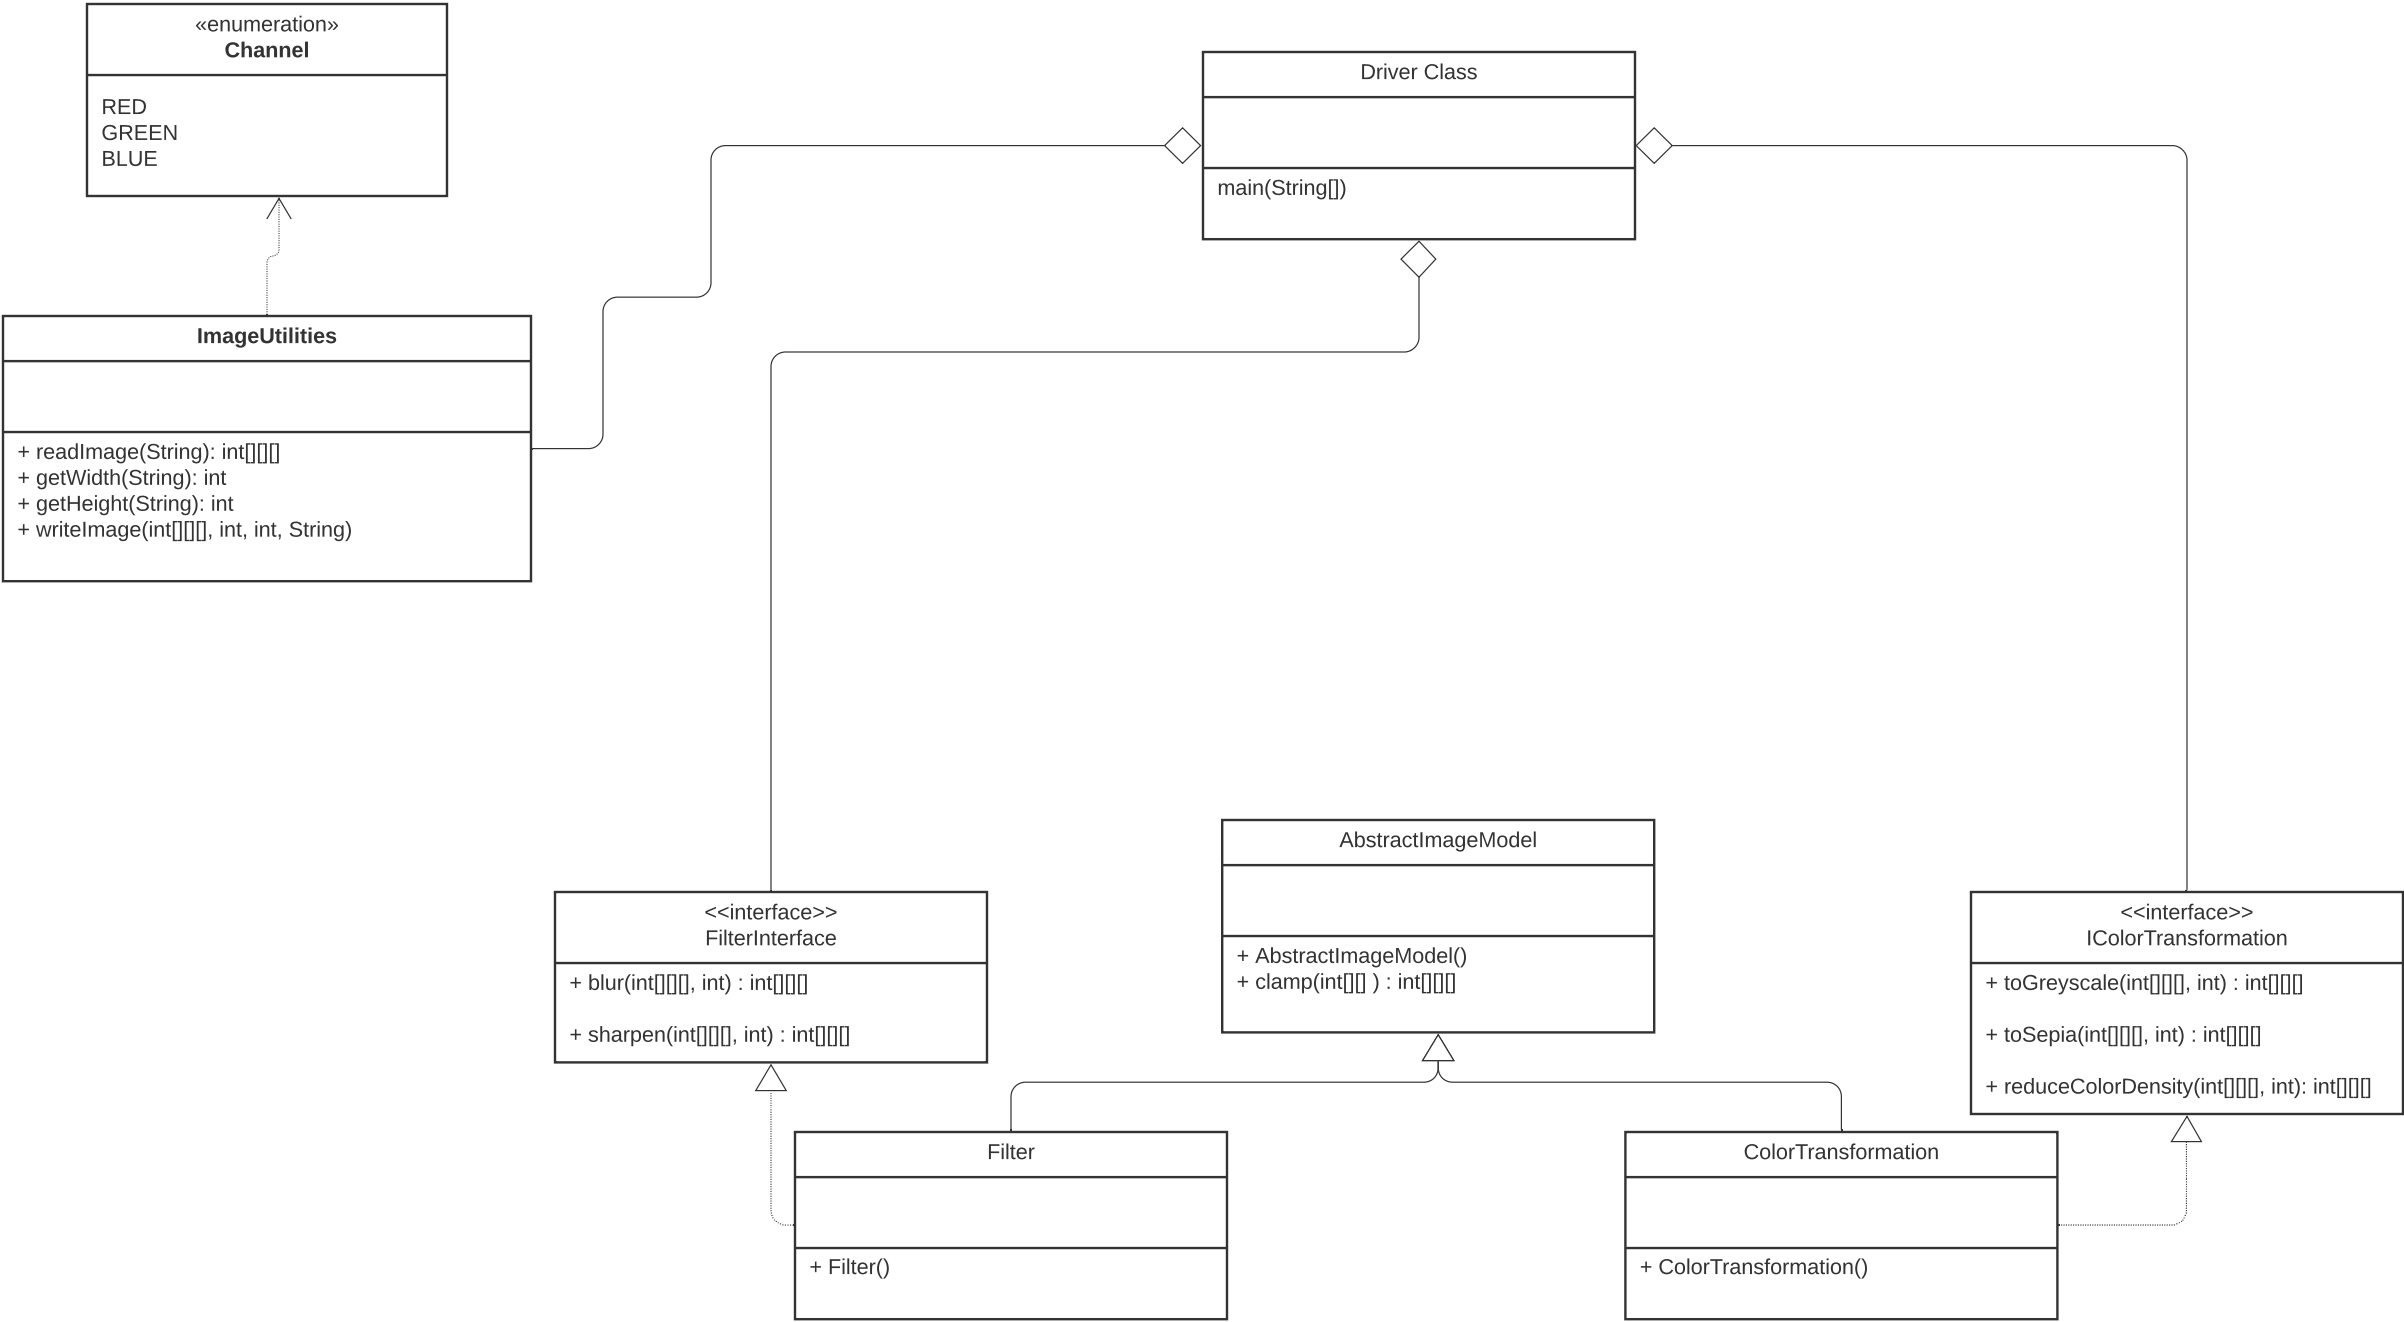 «enumeration»
Channel
RED
GREEN
BLUE
Driver Class
main(String[])
ImageUtilities
+ readImage(String): int[][][]
+ getWidth(String): int
+ getHeight(String): int
+ writeImage(int[][][], int, int, String)
<<interface>>
FilterInterface
+ blur(int[][][], int) : int[][][]
+ sharpen(int[][][], int) : int[][][]
AbstractImageModel
+ AbstractImageModel()
+ clamp(int[][][] ) : int[][][]
<<interface>>
IColorTransformation
+ toGreyscale(int[][][], int) : int[][][]
+ toSepia(int[][][], int) : int[][][]
+ reduceColorDensity(int[][][], int): int[][][]
Filter
+ Filter()
ColorTransformation
+ ColorTransformation()